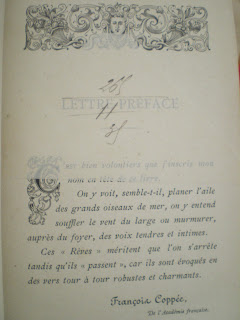 LETTRE-PRÉFACE
C'est bien volontiers que j'inscris mon
nom en tête de ce livre.
On y voit, semble-t-il, planer l'aile
des grands oiseaux de mer, on y entend
souffler le vent du large ou murmurer,
auprès du foyer, des voix tendres et intimes.
Ces « Rêves » méritent que l'on s'arrête
tandis qu'ils « passent », car ils sont évoqués en
des vers tour à tour robustes et charmants.
François Coppée,
De l'Académie française.